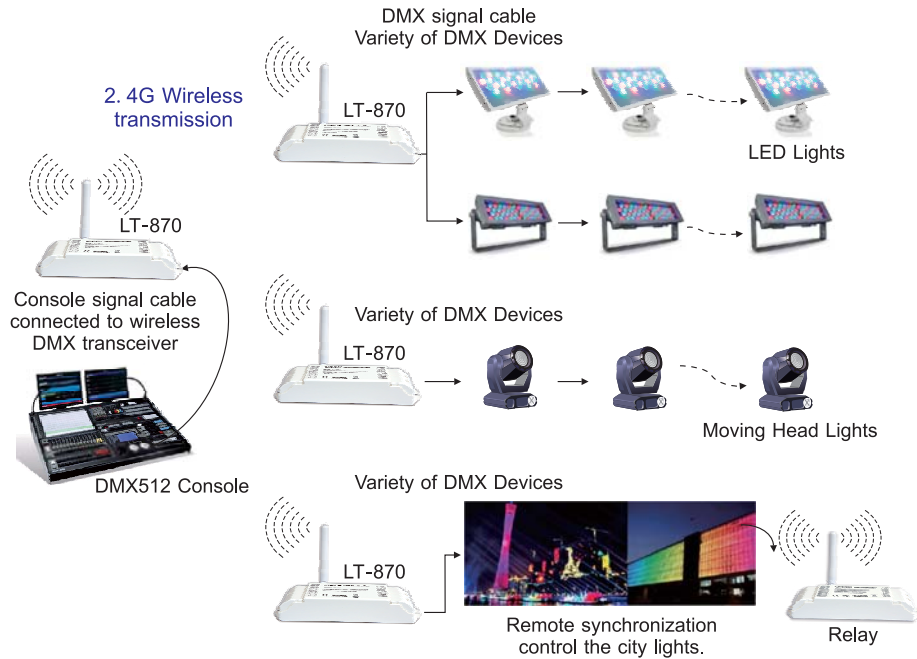 DMX signal cable
Variety of DMX Devices
2. 4G Wireless
transmission
LT-870
LED Lights
LT-870
Console signal cable
connected to wireless
DMX transceiver
DMX512 Console
Variety of DMX Devices
LT-870
Moving Head Lights
Variety of DMX Devices
LT-870
Remote synchronization
control the city lights.
Relay